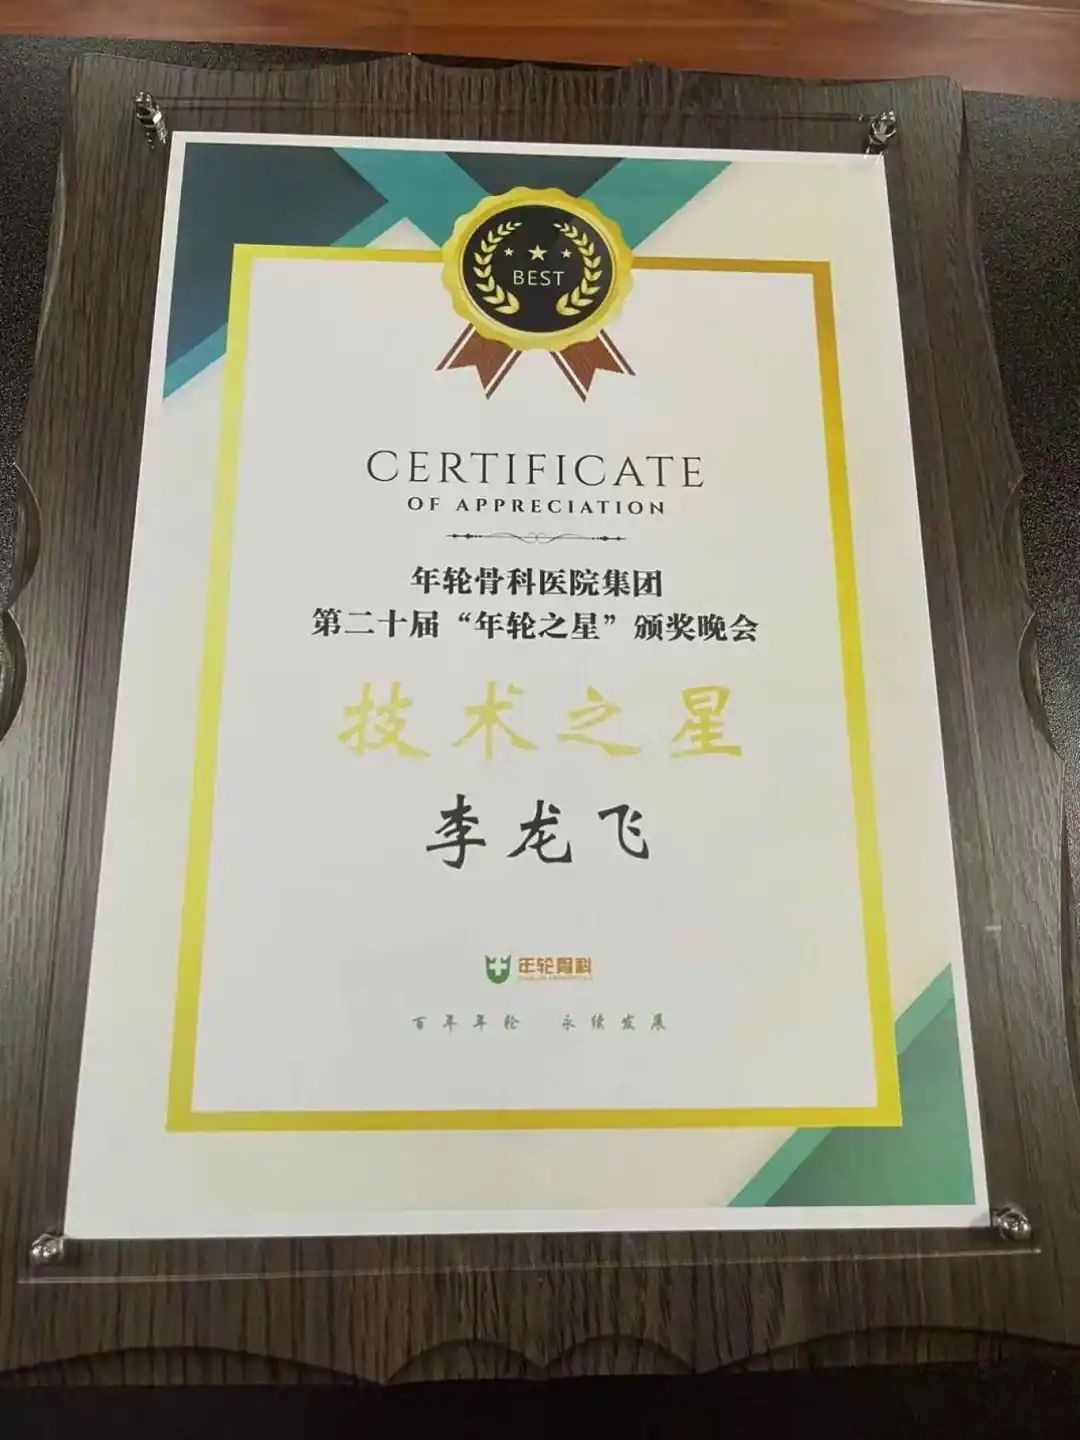 BEST
CERTIFICATE
OF APPRECIATION
年轮骨科医院集团
第二十届“年轮之星”颁奖晚会
技术之星
李龙飞
年轮骨科
百年年轮 永续发展